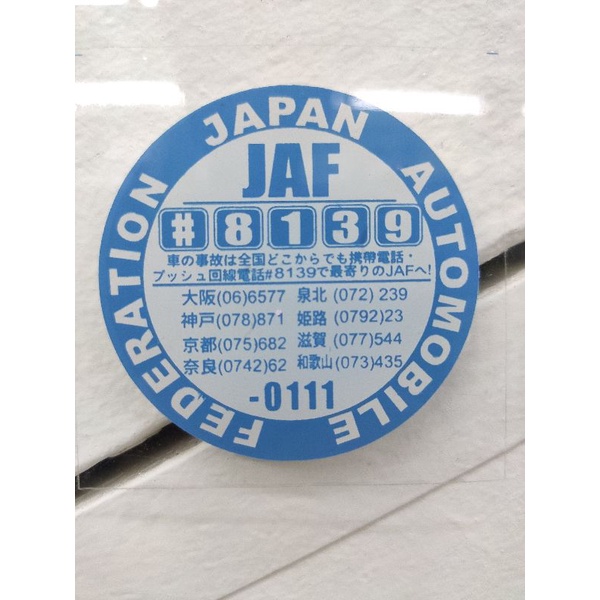 JAPAN AUTOMOBILE FEDERATION
JAF
#8139
車の事故は全国どこからでも携帯電話・
プッシュ回線電話#8139で最寄りのJAFへ!
大阪(06)6577 泉北(072)239
神戸(078)871 姫路(0792)23
京都(075)682 滋賀(077)544
奈良(0742)62 和歌山(073)435
-0111